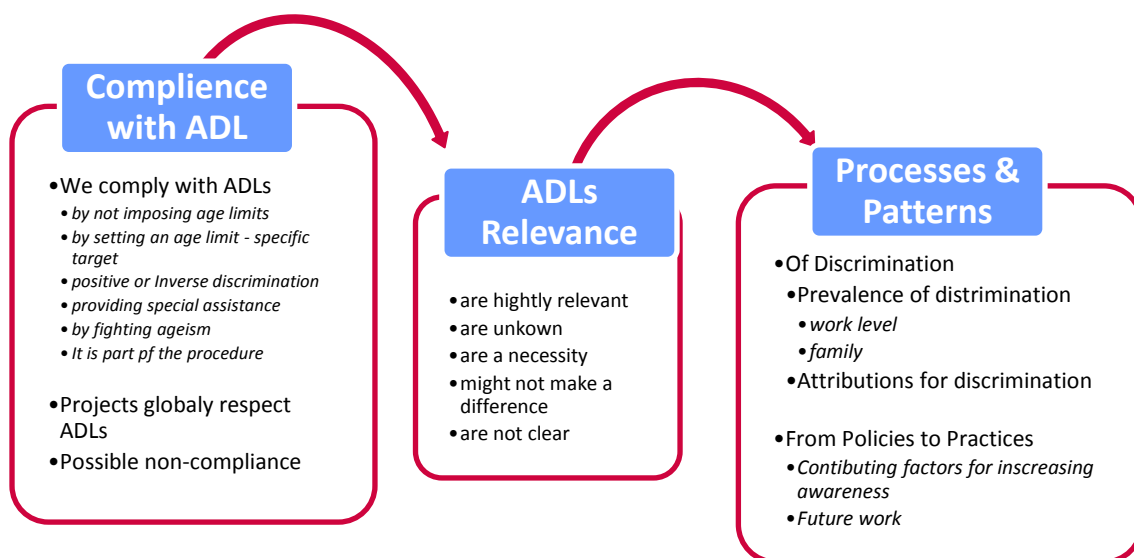 Complience
with ADL
•We comply with ADLs
•by not imposing age limits
•by setting an age limit - specific
target
•positive or Inverse discrimination
•providing special assistance
•by fighting ageism
•It is part pf the procedure
•Projects globaly respect
ADLs
•Possible non-compliance
ADLs
Relevance
•are hightly relevant
•are unkown
•are a necessity
•might not make a
difference
•are not clear
Processes &
Patterns
•Of Discrimination
•Prevalence of distrimination
•work level
•family
•Attributions for discrimination
•From Policies to Practices
•Contibuting factors for inscreasing
awareness
•Future work